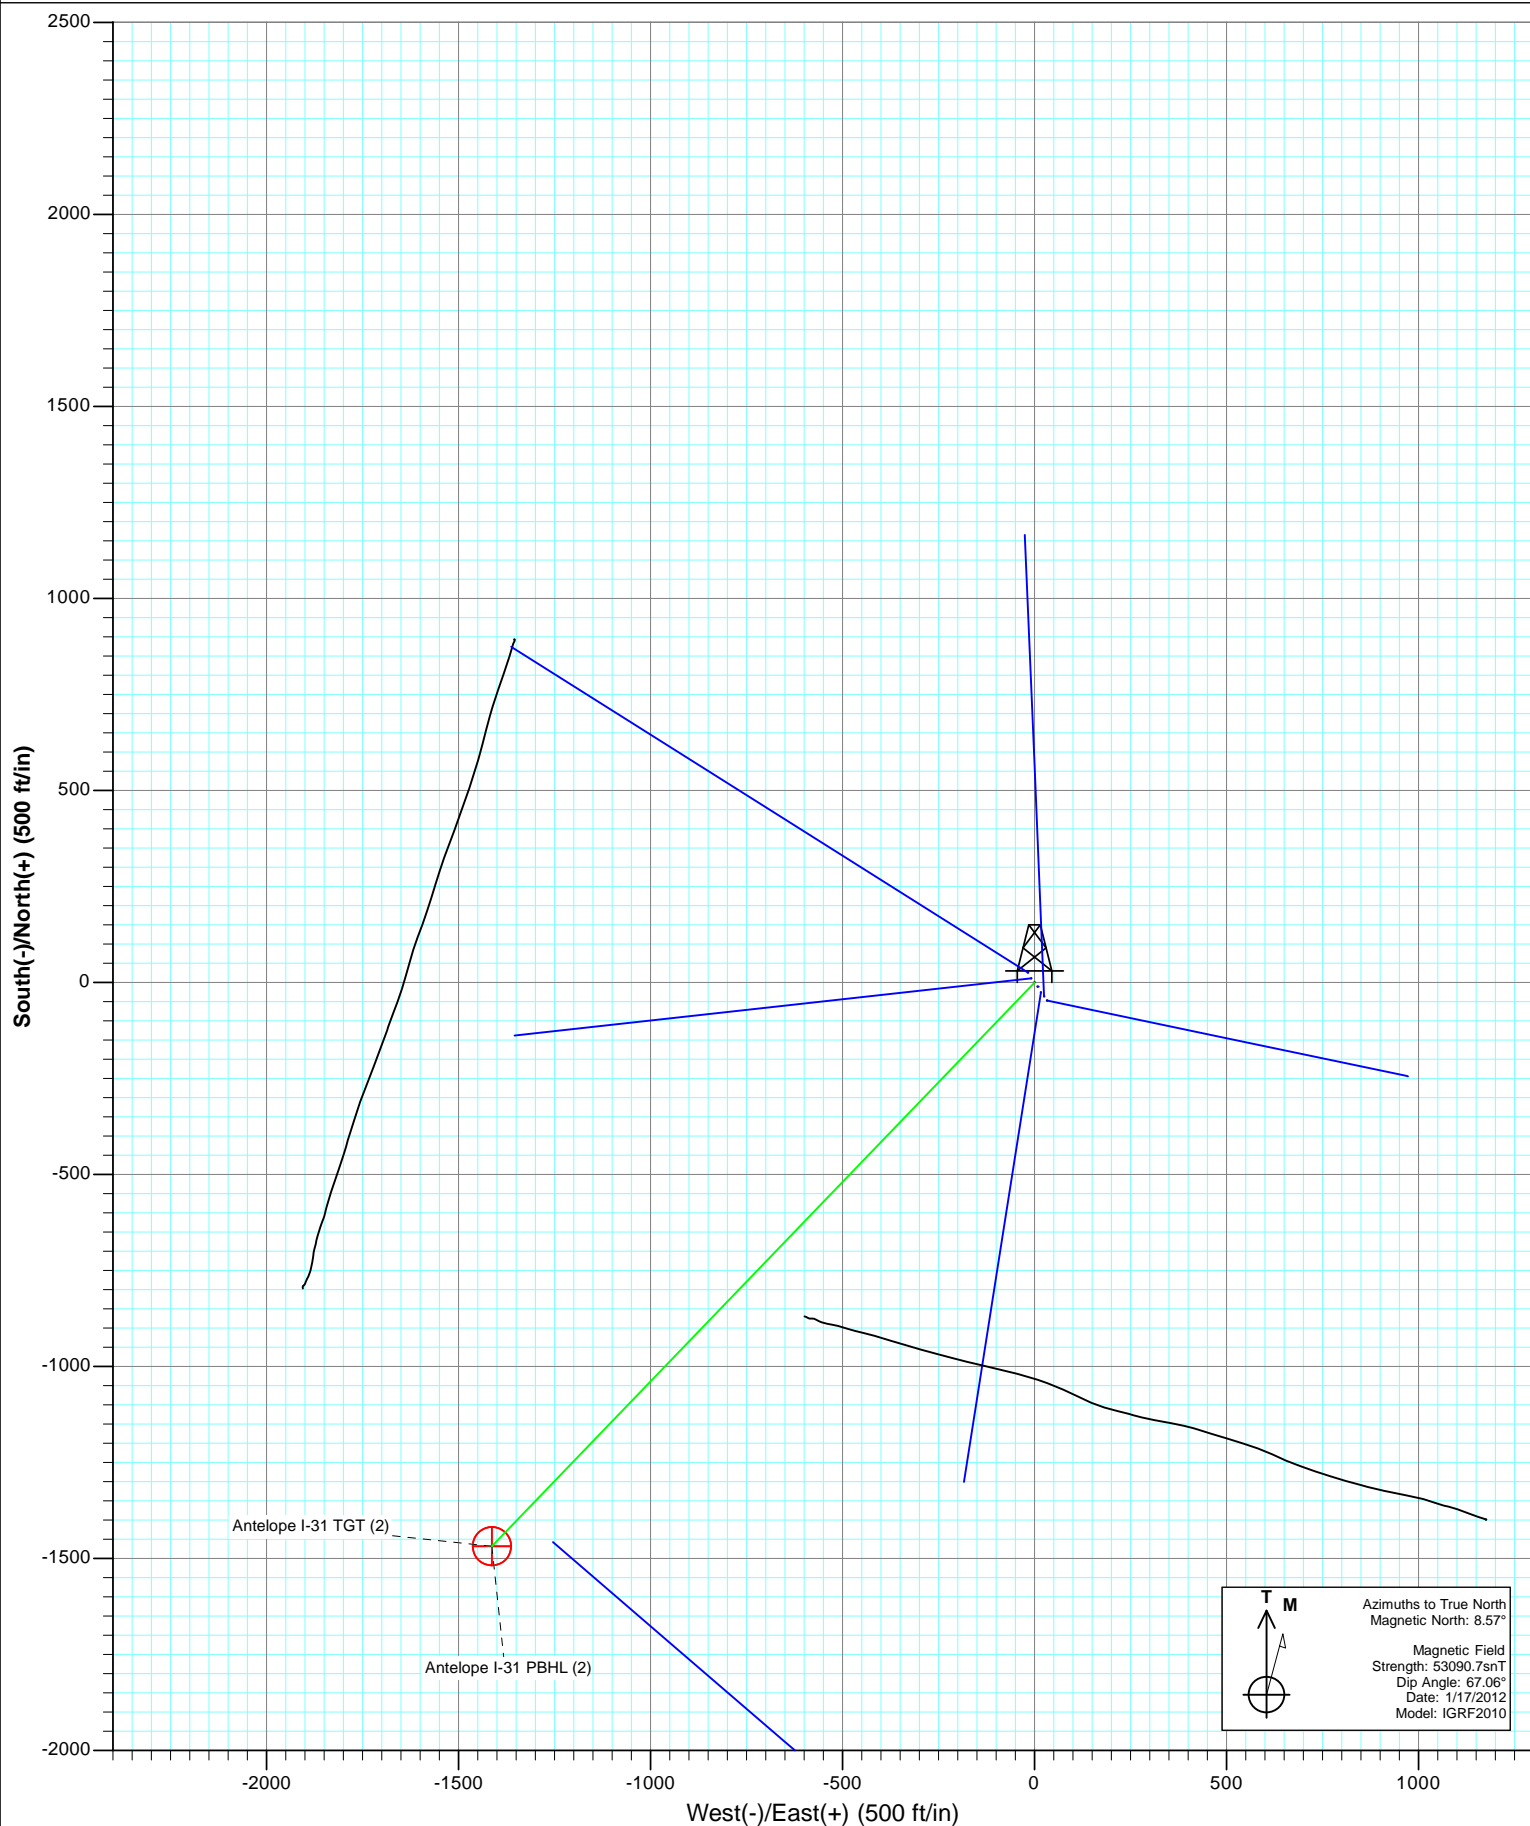 2500
2000
1500
1000
500
0
-500
-1000
-1500
-2000
South(-)/North(+) (500 ft/in)
Antelope I-31 TGT (2)
Antelope I-31 PBHL (2)
T
M
Azimuths to True North
Magnetic North: 8.57°
Magnetic Field
Strength: 53090.7snT
Dip Angle: 67.06°
Date: 1/17/2012
Model: IGRF2010
-2000 -1500 -1000 -500 0 500 1000
West(-)/East(+) (500 ft/in)